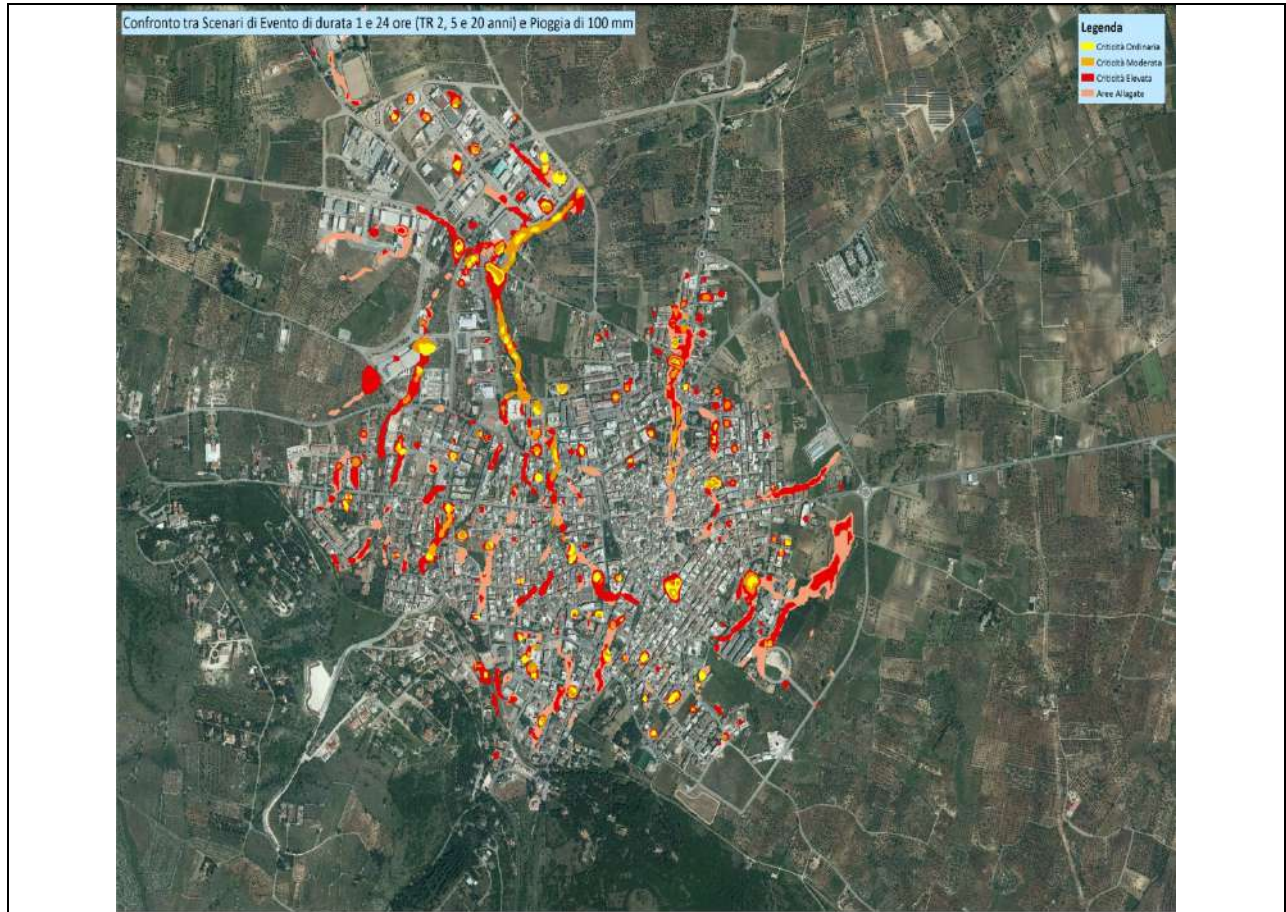 Confronto tra Scenari di Evento di durata 1 e 24 ore (TR 2, 5 e 20 anni) e Pioggia di 100 mm
Legenda
Criticità Ordinaria
Criticità Moderata
Criticità Elevata
Aree Allagate